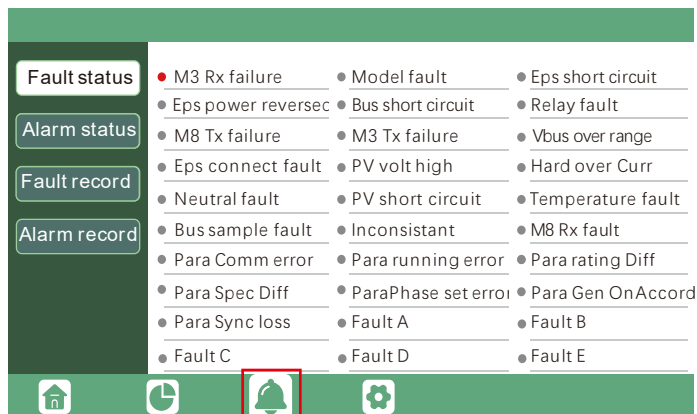 Fault status
Alarm status
Fault record
Alarm record
M3 Rx failure Model fault Eps short circuit
Eps power reversec Bus short circuit Relay fault
M8 Tx failure M3 Tx failure Vbus over range
Eps connect fault PV volt high Hard over Curr
Neutral fault PV short circuit Temperature fault
Bus sample fault Inconsistant M8 Rx fault
Para Comm error Para running error Para rating Diff
Para Spec Diff ParaPhase set error Para Gen OnAccord
Para Sync loss Fault A Fault B
Fault C Fault D Fault E